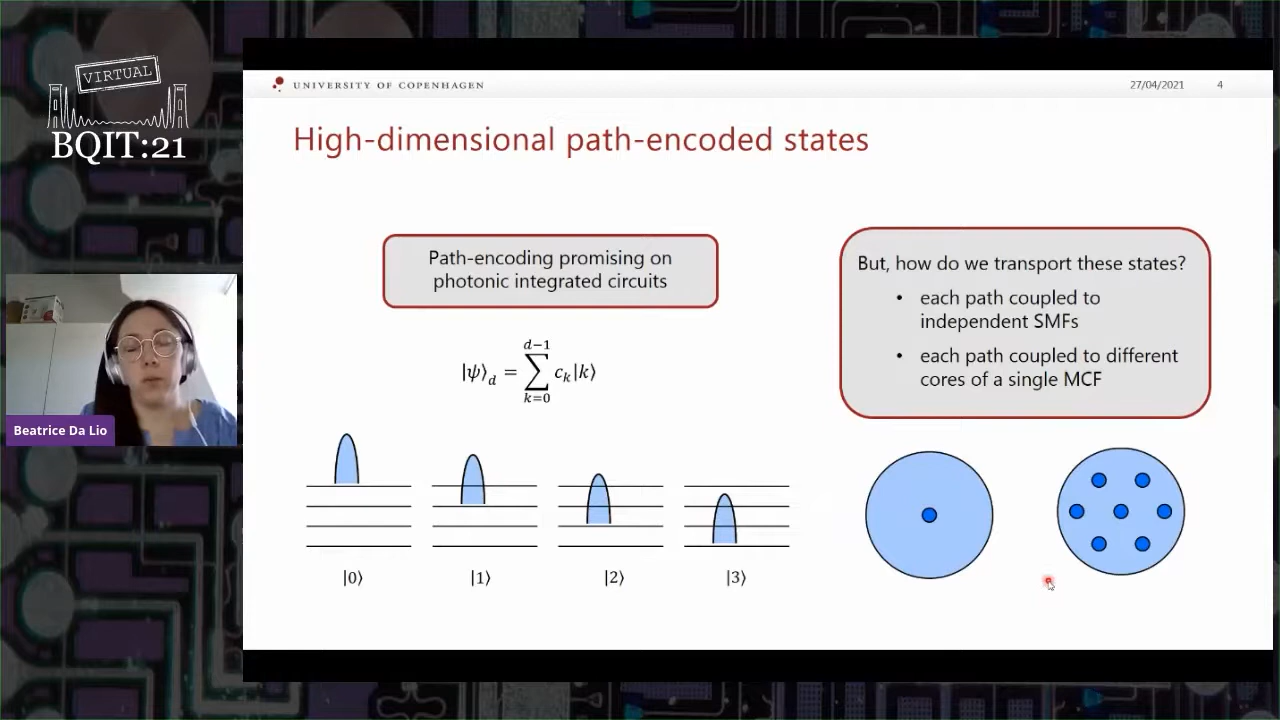 VIRTUAL
BQIT:21
Beatrice Da Lio
UNIVERSITY OF COPENHAGEN
27/04/2021
4
High-dimensional path-encoded states
Path-encoding promising on
photonic integrated circuits
|ψ⟩_d = ∑_{k=0}^{d−1} c_k|k⟩
|0⟩ |1⟩ |2⟩ |3⟩
But, how do we transport these states?
• each path coupled to
independent SMFs
• each path coupled to different
cores of a single MCF